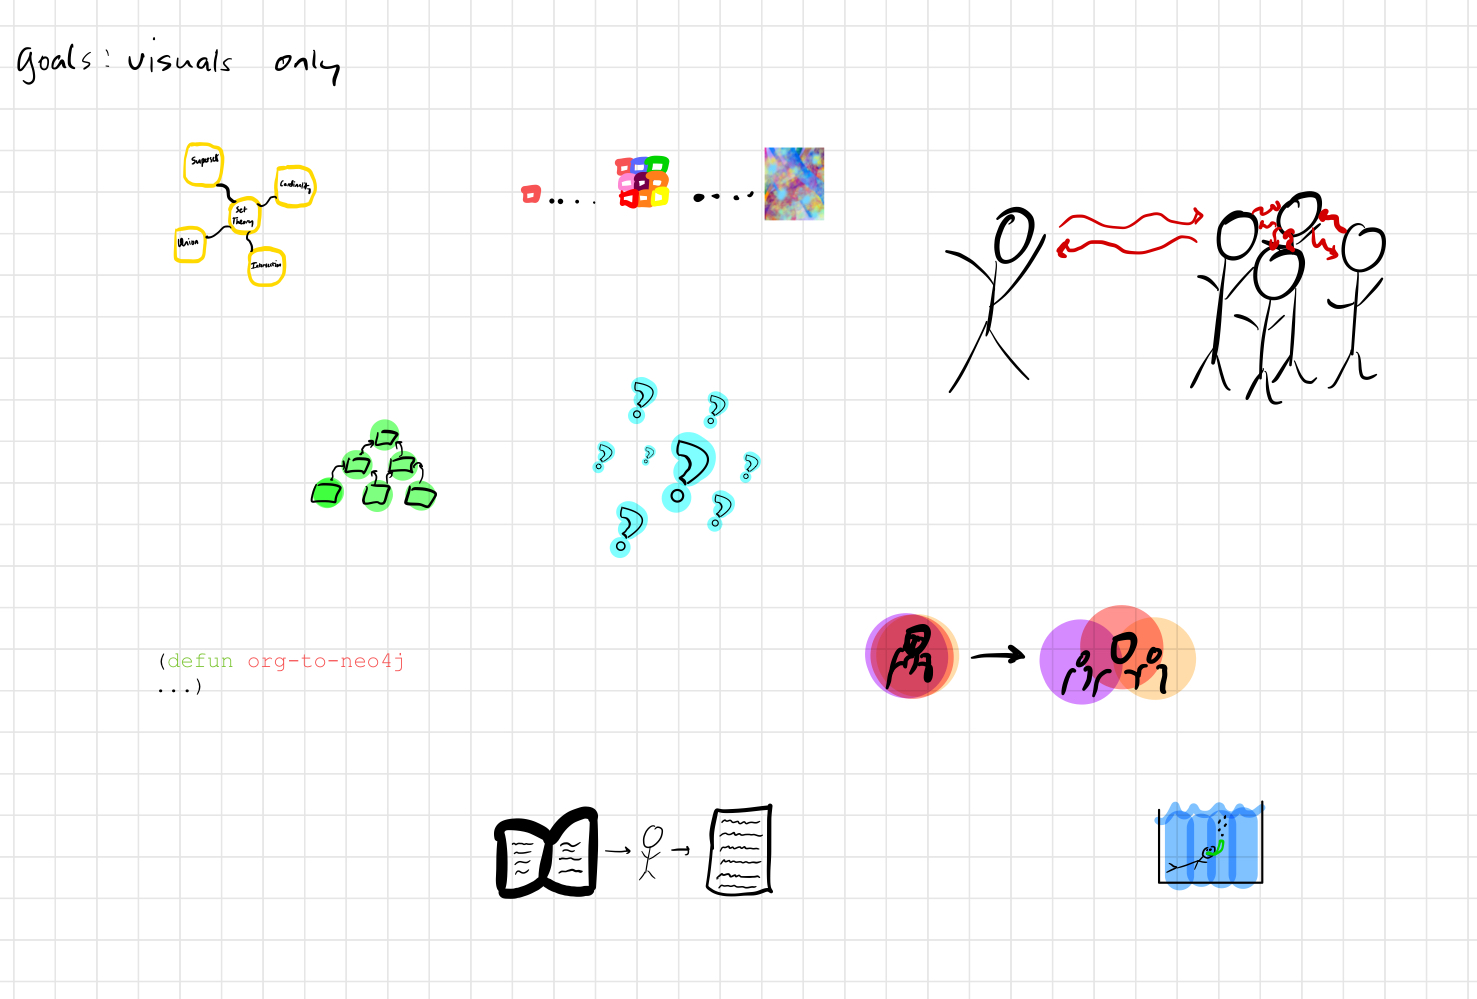 goals: visuals only
Superset
Cardinality
Set
Theory
Union
Intersection
?
?
?
?
?
?
?
?
(defun org-to-neo4j
...)